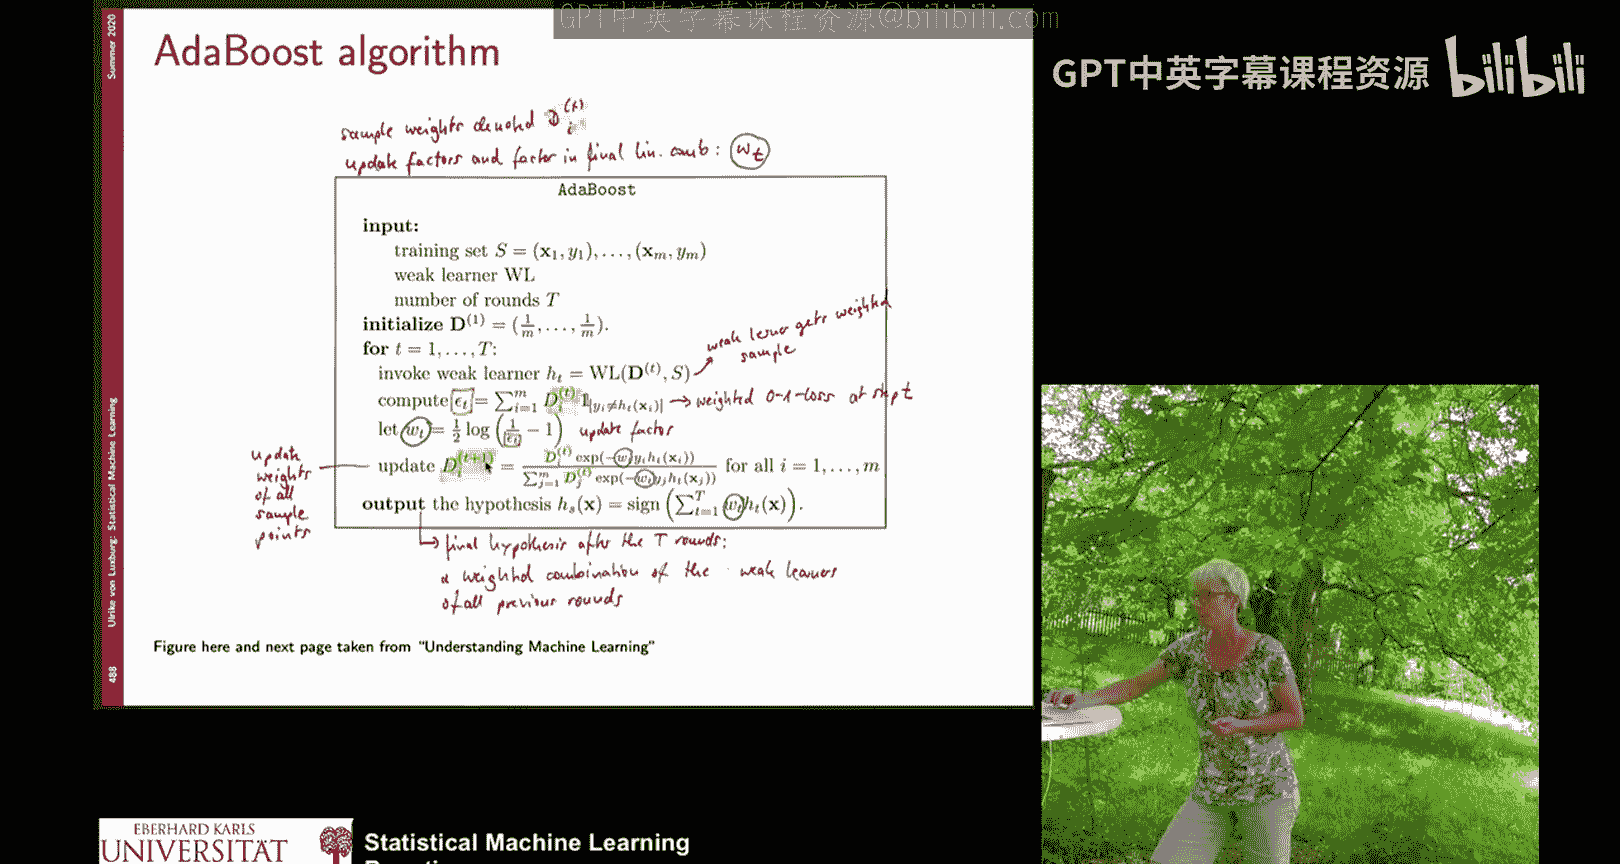 GPT中英字幕课程资源@bilibili.com
GPT中英字幕课程资源 bilibili
Summer 2020
AdaBoost algorithm
sample weights denoted D_i^(t)
update factors and factor in final lin. comb: w_t
AdaBoost
input:
training set S = (x_1, y_1), . . . , (x_m, y_m)
weak learner WL
number of rounds T
initialize D^(1) = (1/m, . . . , 1/m).
for t = 1, . . . , T:
invoke weak learner h_t = WL(D^(t), S) → weak lerner gets weighted sample
compute ε_t = ∑_{i=1}^m D_i^(t) 𝟙_[y_i≠h_t(x_i)] → weighted 0-1-loss at step t
let w_t = 1/2 log (1/ε_t − 1) update factor
update D_i^(t+1) = D_i^(t) exp(−w_t y_i h_t(x_i)) / ∑_{j=1}^m D_j^(t) exp(−w_t y_j h_t(x_j)) for all i = 1, . . . , m
update weights of all sample points
output the hypothesis h_s(x) = sign (∑_{t=1}^T w_t h_t(x)).
↳ final hypothesis after the T rounds:
a weighted combination of the weak learners
of all previous rounds
Ulrike von Luxburg: Statistical Machine Learning
488
Figure here and next page taken from "Understanding Machine Learning"
EBERHARD KARLS
UNIVERSITÄT
Statistical Machine Learning